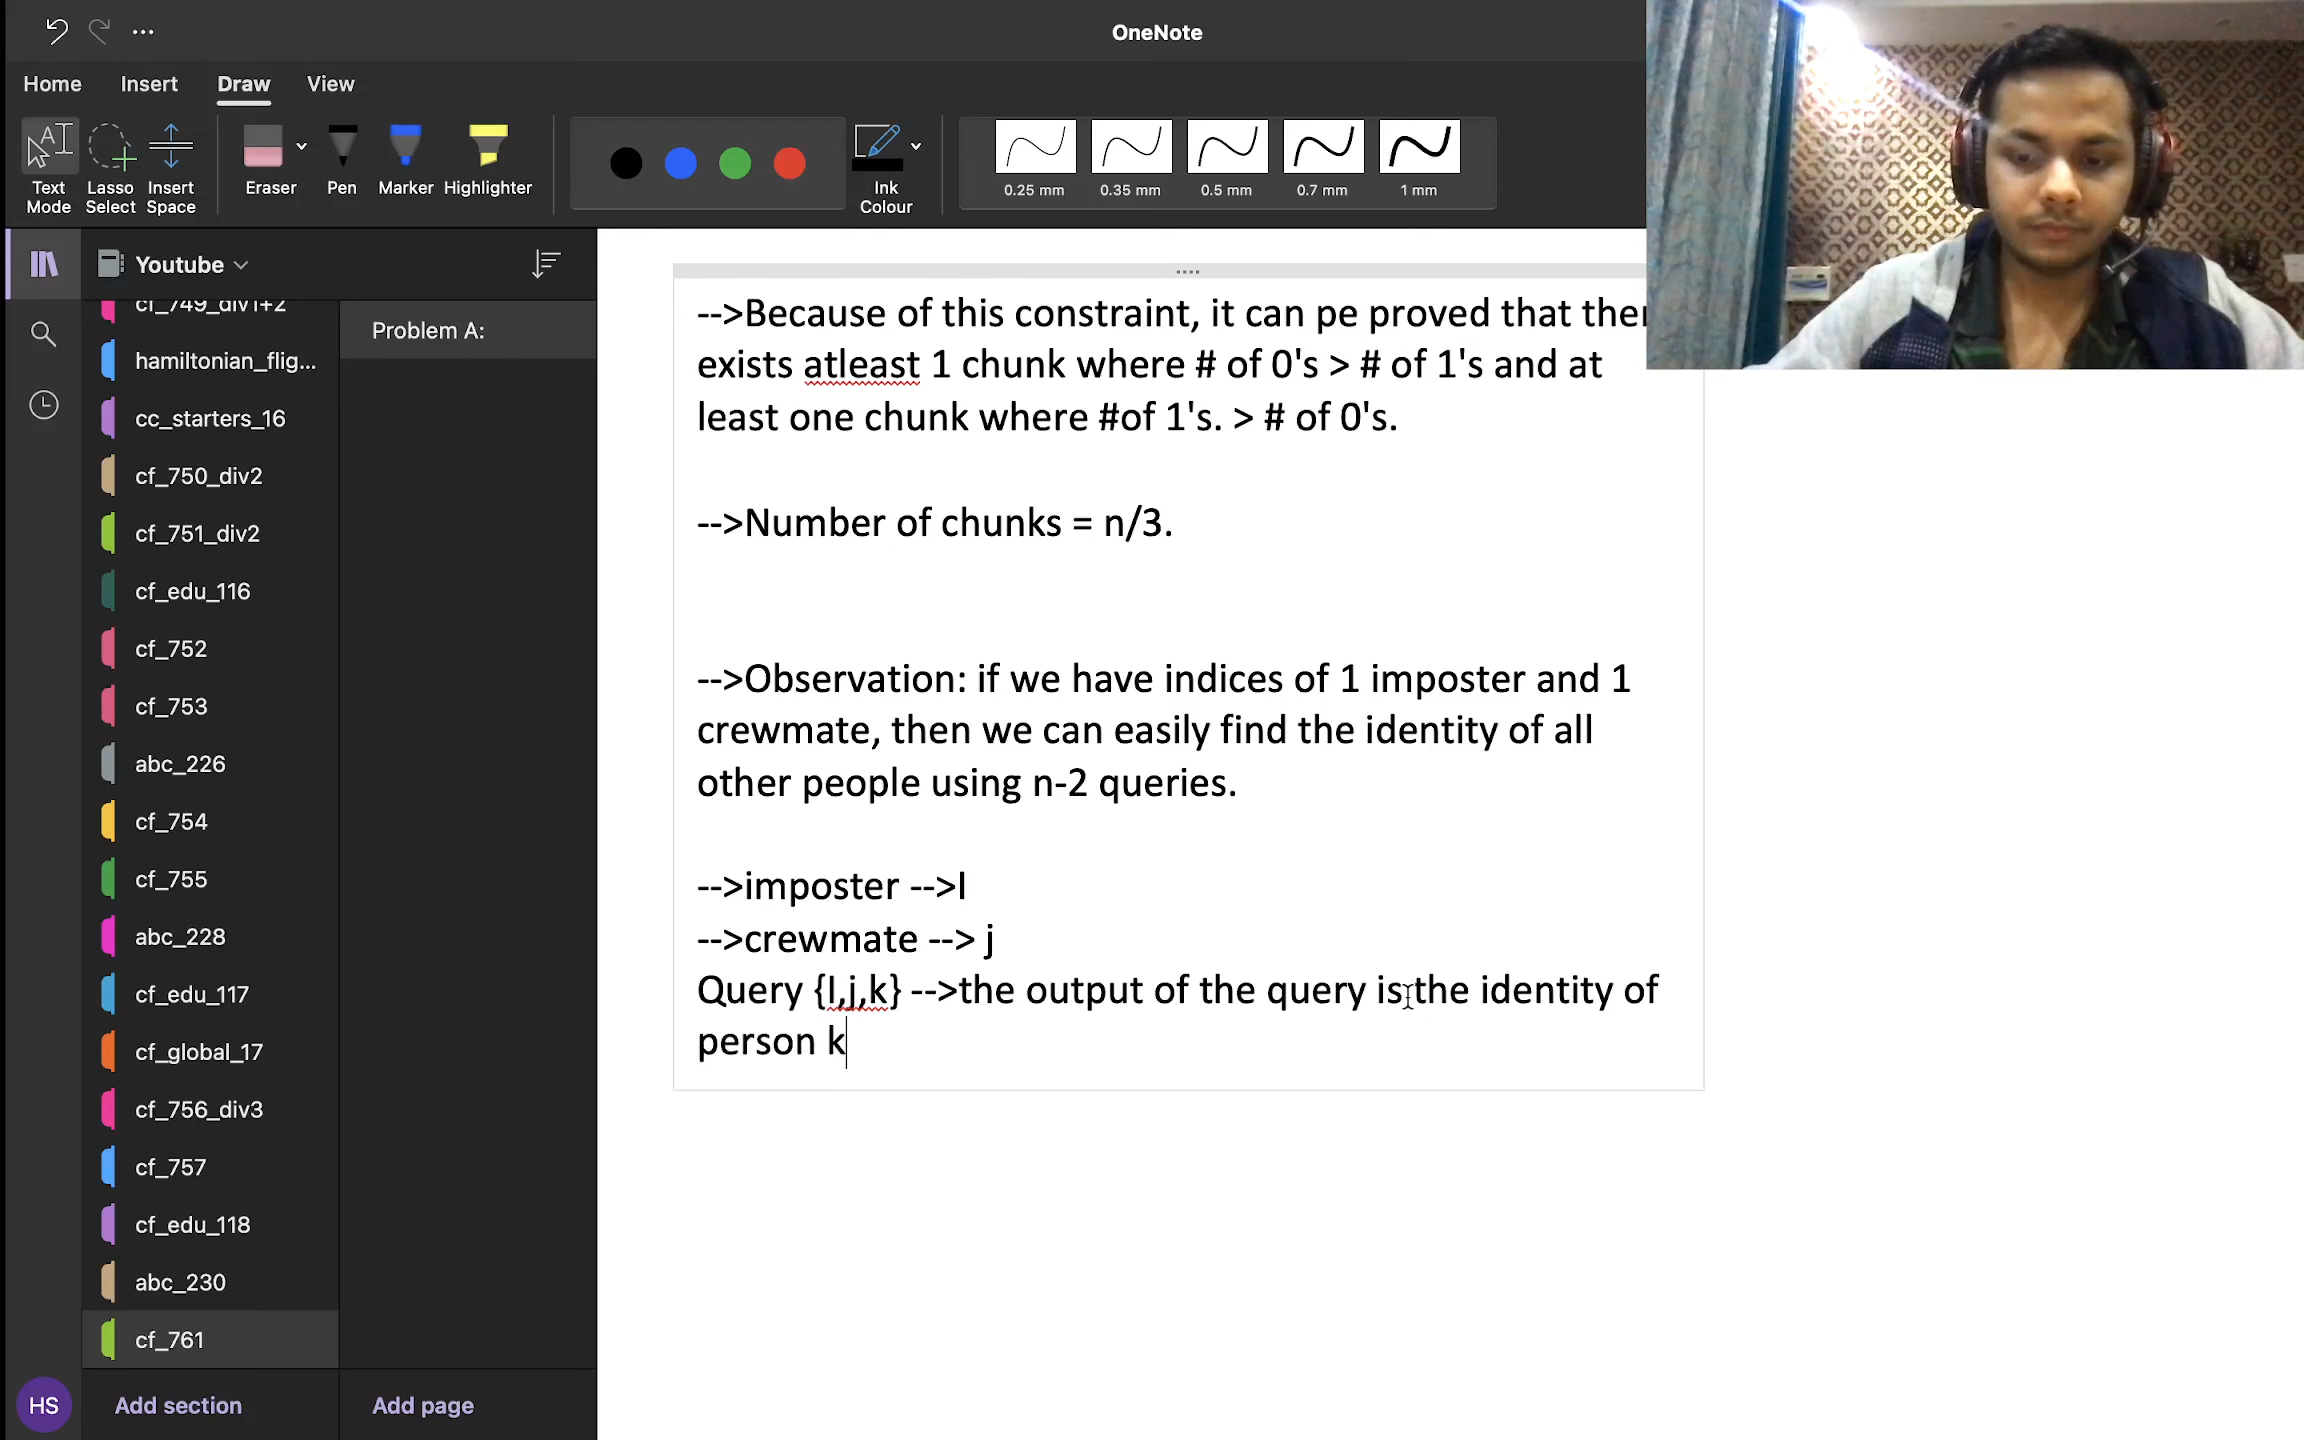 OneNote
Home Insert Draw View
Text Mode
Lasso Select
Insert Space
Eraser
Pen
Marker
Highlighter
Ink Colour
0.25 mm
0.35 mm
0.5 mm
0.7 mm
1 mm
Youtube
cf_749_div1+2
hamiltonian_flig...
cc_starters_16
cf_750_div2
cf_751_div2
cf_edu_116
cf_752
cf_753
abc_226
cf_754
cf_755
abc_228
cf_edu_117
cf_global_17
cf_756_div3
cf_757
cf_edu_118
abc_230
cf_761
HS
Add section
Problem A:
Add page
-->Because of this constraint, it can pe proved that ther
exists atleast 1 chunk where # of 0's > # of 1's and at
least one chunk where #of 1's. > # of 0's.
-->Number of chunks = n/3.
-->Observation: if we have indices of 1 imposter and 1
crewmate, then we can easily find the identity of all
other people using n-2 queries.
-->imposter -->I
-->crewmate --> j
Query {I,j,k} -->the output of the query is the identity of
person k